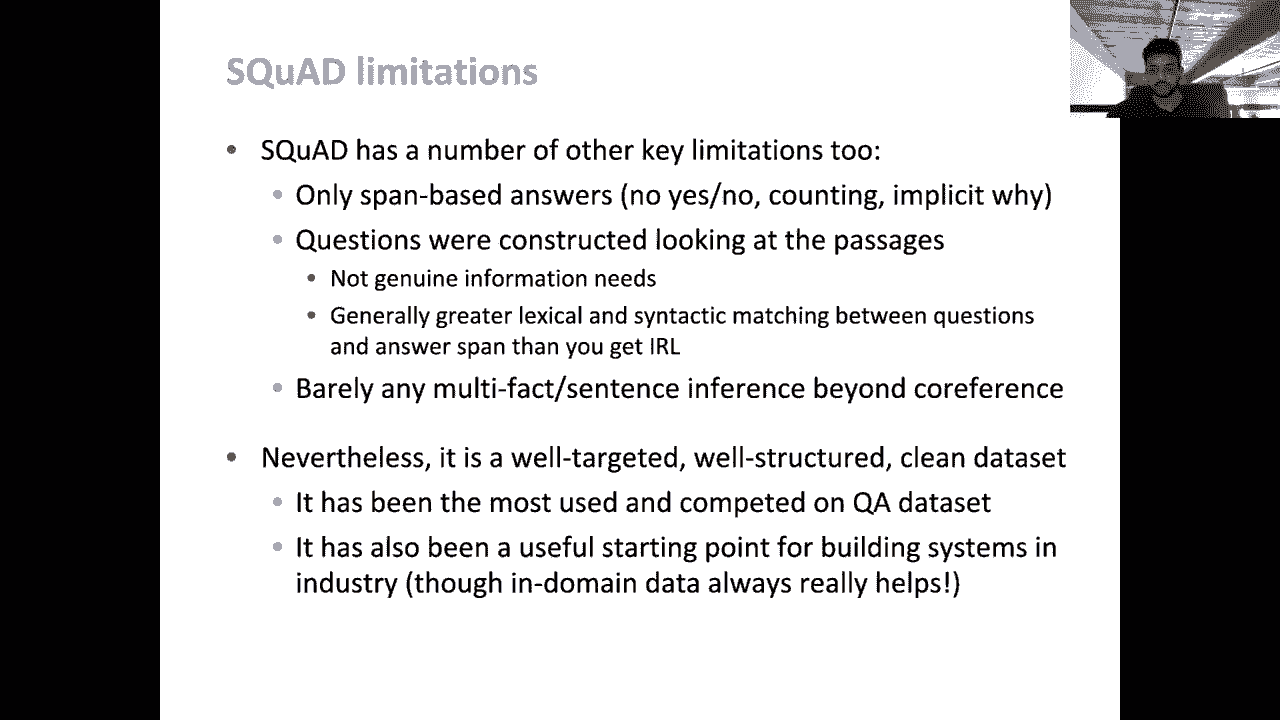 SQuAD limitations
• SQuAD has a number of other key limitations too:
• Only span-based answers (no yes/no, counting, implicit why)
• Questions were constructed looking at the passages
• Not genuine information needs
• Generally greater lexical and syntactic matching between questions
and answer span than you get IRL
• Barely any multi-fact/sentence inference beyond coreference
• Nevertheless, it is a well-targeted, well-structured, clean dataset
• It has been the most used and competed on QA dataset
• It has also been a useful starting point for building systems in
industry (though in-domain data always really helps!)